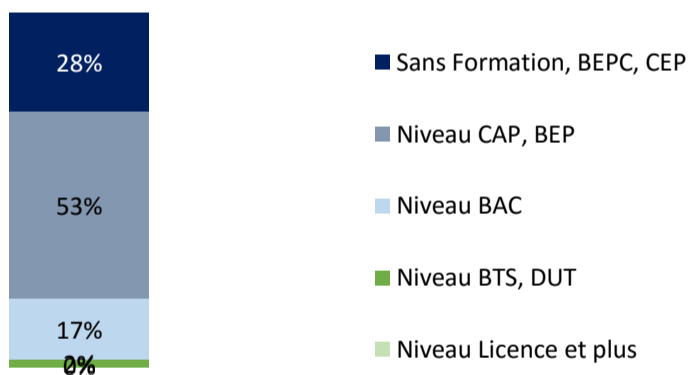 28%
53%
17%
2%
0%
Sans Formation, BEPC, CEP
Niveau CAP, BEP
Niveau BAC
Niveau BTS, DUT
Niveau Licence et plus